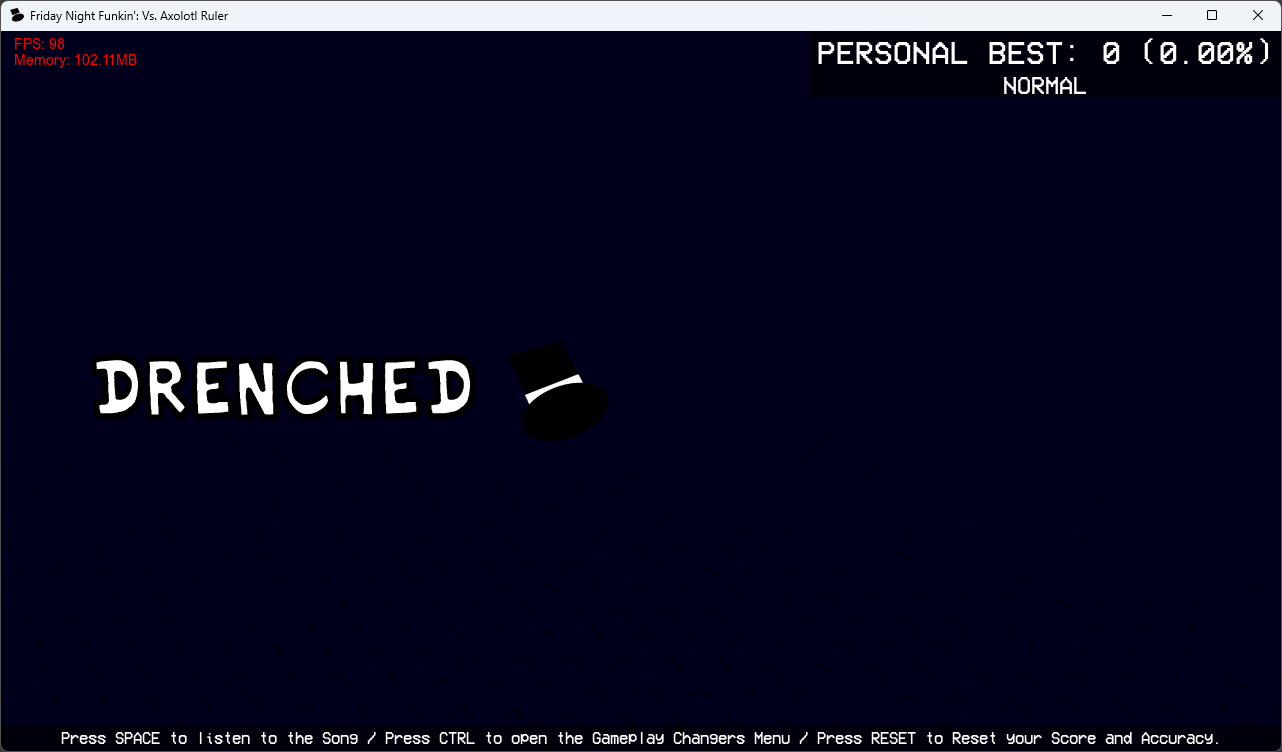 Friday Night Funkin': Vs. Axolotl Ruler
FPS: 98
Memory: 102.11MB
PERSONAL BEST: 0 (0.00%)
NORMAL
DRENCHED
Press SPACE to listen to the Song / Press CTRL to open the Gameplay Changers Menu / Press RESET to Reset your Score and Accuracy.